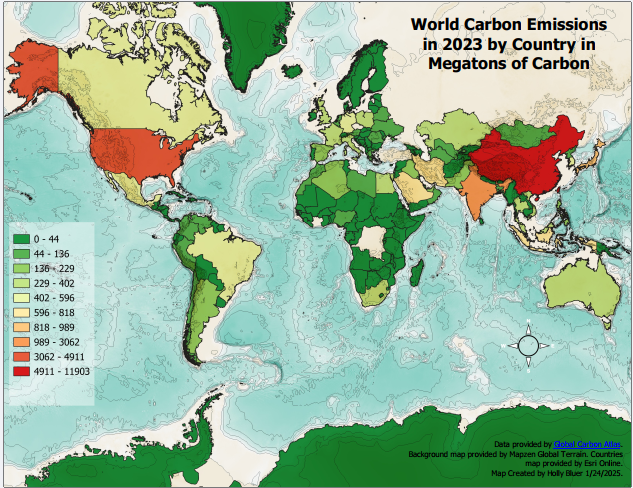 World Carbon Emissions
in 2023 by Country in
Megatons of Carbon
0 - 44
44 - 136
136 - 229
229 - 402
402 - 596
596 - 818
818 - 989
989 - 3062
3062 - 4911
4911 - 11903
Data provided by Global Carbon Atlas.
Background map provided by Mapzen Global Terrain. Countries
map provided by Esri Online.
Map Created by Holly Bluer 1/24/2025.